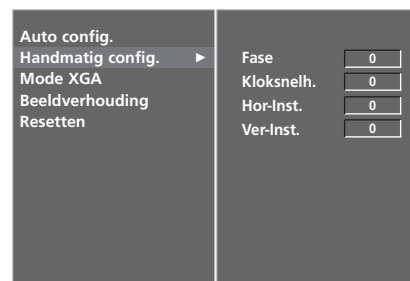 Auto config.
Handmatig config. ►
Mode XGA
Beeldverhouding
Resetten
Fase 0
Kloksnelh. 0
Hor-Inst. 0
Ver-Inst. 0